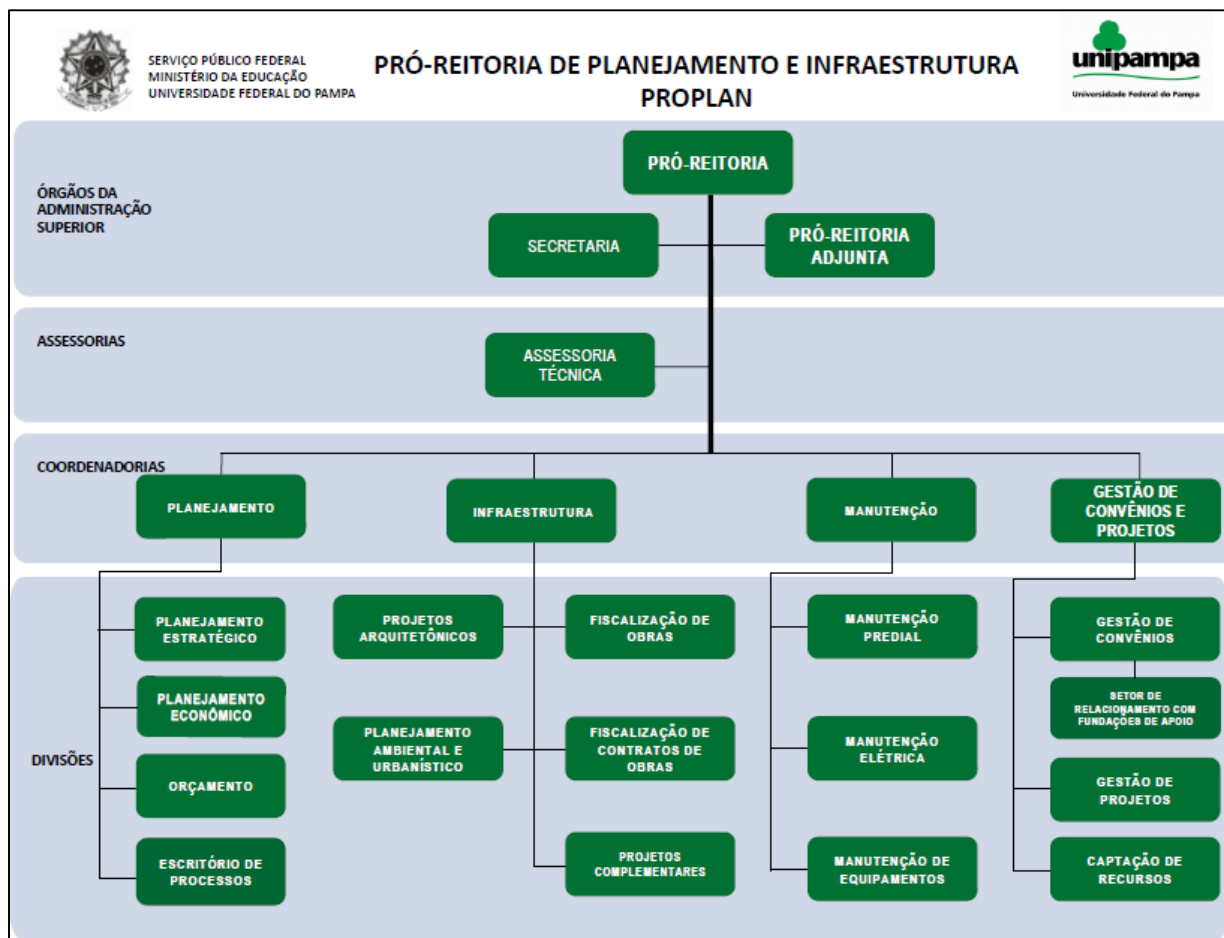 SERVIÇO PÚBLICO FEDERAL
MINISTÉRIO DA EDUCAÇÃO
UNIVERSIDADE FEDERAL DO PAMPA
PRÓ-REITORIA DE PLANEJAMENTO E INFRAESTRUTURA
PROPLAN
unipampa
Universidade Federal do Pampa
ÓRGÃOS DA
ADMINISTRAÇÃO
SUPERIOR
PRÓ-REITORIA
SECRETARIA
PRÓ-REITORIA
ADJUNTA
ASSESSORIAS
ASSESSORIA
TÉCNICA
COORDENADORIAS
PLANEJAMENTO
INFRAESTRUTURA
MANUTENÇÃO
GESTÃO DE
CONVÊNIOS E
PROJETOS
DIVISÕES
PLANEJAMENTO
ESTRATÉGICO
PLANEJAMENTO
ECONÔMICO
ORÇAMENTO
ESCRITÓRIO DE
PROCESSOS
PROJETOS
ARQUITETÔNICOS
FISCALIZAÇÃO DE
OBRAS
PLANEJAMENTO
AMBIENTAL E
URBANÍSTICO
FISCALIZAÇÃO DE
CONTRATOS DE
OBRAS
PROJETOS
COMPLEMENTARES
MANUTENÇÃO
PREDIAL
MANUTENÇÃO
ELÉTRICA
MANUTENÇÃO DE
EQUIPAMENTOS
GESTÃO DE
CONVÊNIOS
SETOR DE
RELACIONAMENTO COM
FUNDAÇÕES DE APOIO
GESTÃO DE
PROJETOS
CAPTAÇÃO DE
RECURSOS